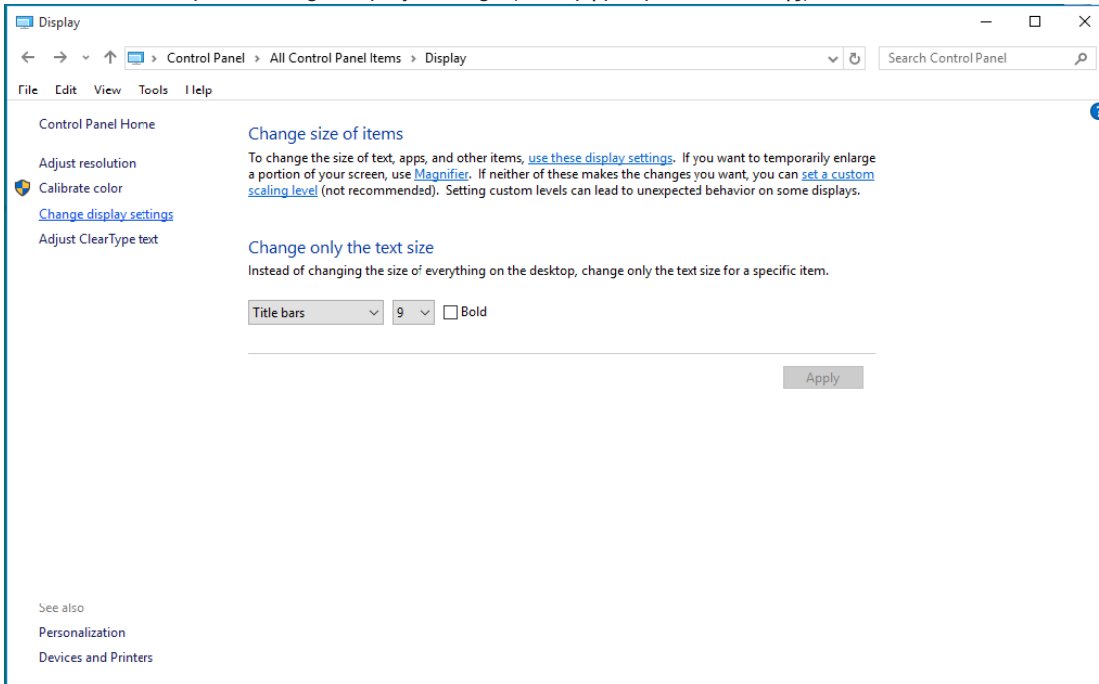 Display
Control Panel > All Control Panel Items > Display
Search Control Panel
File Edit View Tools Help
Control Panel Home
Adjust resolution
Calibrate color
Change display settings
Adjust ClearType text
Change size of items
To change the size of text, apps, and other items, use these display settings. If you want to temporarily enlarge
a portion of your screen, use Magnifier. If neither of these makes the changes you want, you can set a custom
scaling level (not recommended). Setting custom levels can lead to unexpected behavior on some displays.
Change only the text size
Instead of changing the size of everything on the desktop, change only the text size for a specific item.
Title bars 9 Bold
Apply
See also
Personalization
Devices and Printers